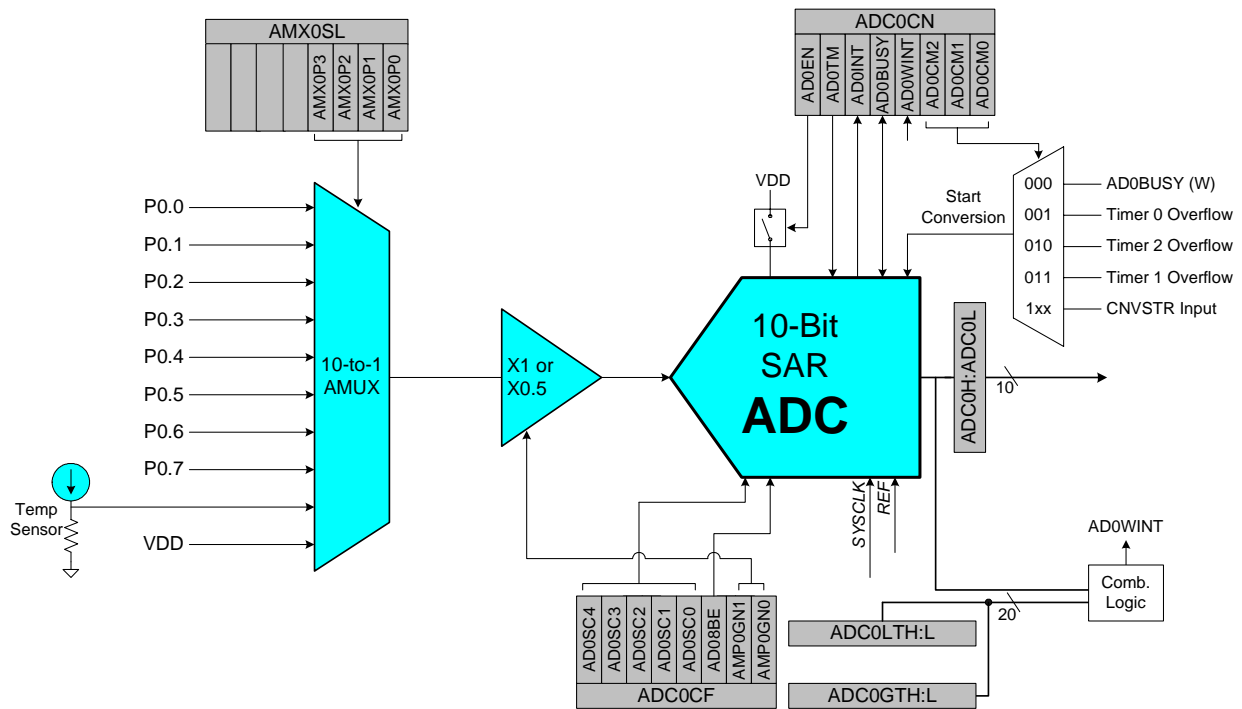 AMX0SL
AMX0P3
AMX0P2
AMX0P1
AMX0P0
ADC0CN
AD0EN
AD0TM
AD0INT
AD0BUSY
AD0WINT
AD0CM2
AD0CM1
AD0CM0
VDD
Start
Conversion
000
AD0BUSY (W)
001
Timer 0 Overflow
010
Timer 2 Overflow
011
Timer 1 Overflow
1xx
CNVSTR Input
P0.0
P0.1
P0.2
P0.3
P0.4
P0.5
P0.6
P0.7
Temp
Sensor
VDD
10-to-1
AMUX
X1 or
X0.5
10-Bit
SAR
ADC
ADC0H:ADC0L
10
SYSCLK
REF
AD0WINT
Comb.
Logic
20
AD0SC4
AD0SC3
AD0SC2
AD0SC1
AD0SC0
AD08BE
AMP0GN1
AMP0GN0
ADC0CF
ADC0LTH:L
ADC0GTH:L